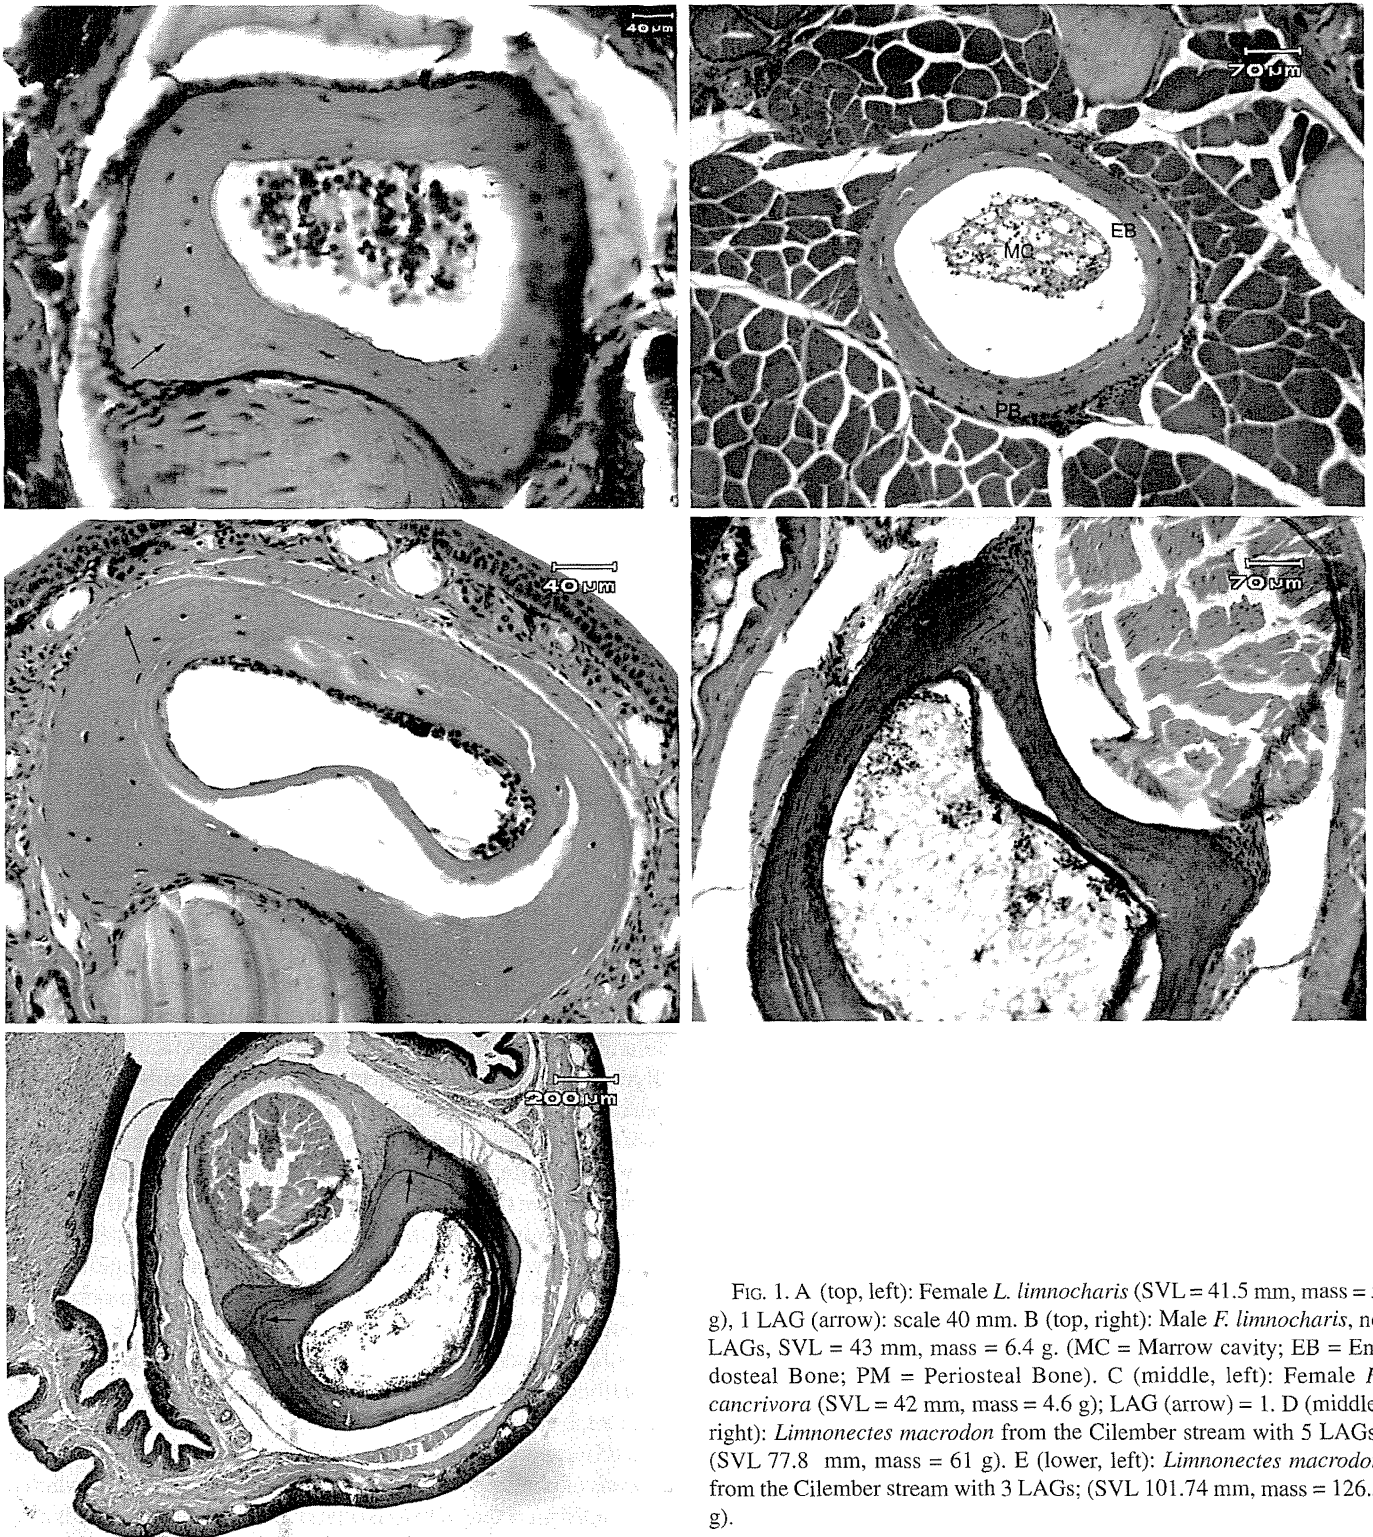 40 µm
70 µm
EB
MC
PB
40 µm
70 µm
200 µm
FIG. 1. A (top, left): Female L. limnocharis (SVL = 41.5 mm, mass =
g), 1 LAG (arrow): scale 40 mm. B (top, right): Male F. limnocharis, n
LAGs, SVL = 43 mm, mass = 6.4 g. (MC = Marrow cavity; EB = En-
dosteal Bone; PM = Periosteal Bone). C (middle, left): Female
cancrivora (SVL = 42 mm, mass = 4.6 g); LAG (arrow) = 1. D (middle
right): Limnonectes macrodon from the Cilember stream with 5 LAGs
(SVL 77.8 mm, mass = 61 g). E (lower, left): Limnonectes macrodo
from the Cilember stream with 3 LAGs; (SVL 101.74 mm, mass = 126.
g).